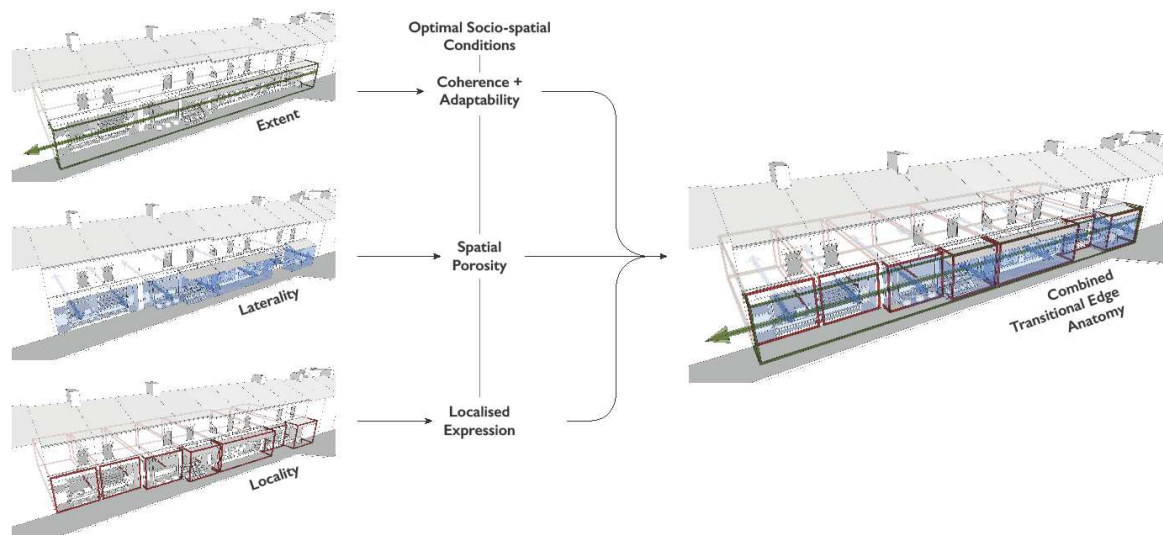 Optimal Socio-spatial
Conditions
Extent
Coherence +
Adaptability
Laterality
Spatial
Porosity
Combined
Transitional Edge
Anatomy
Locality
Localised
Expression